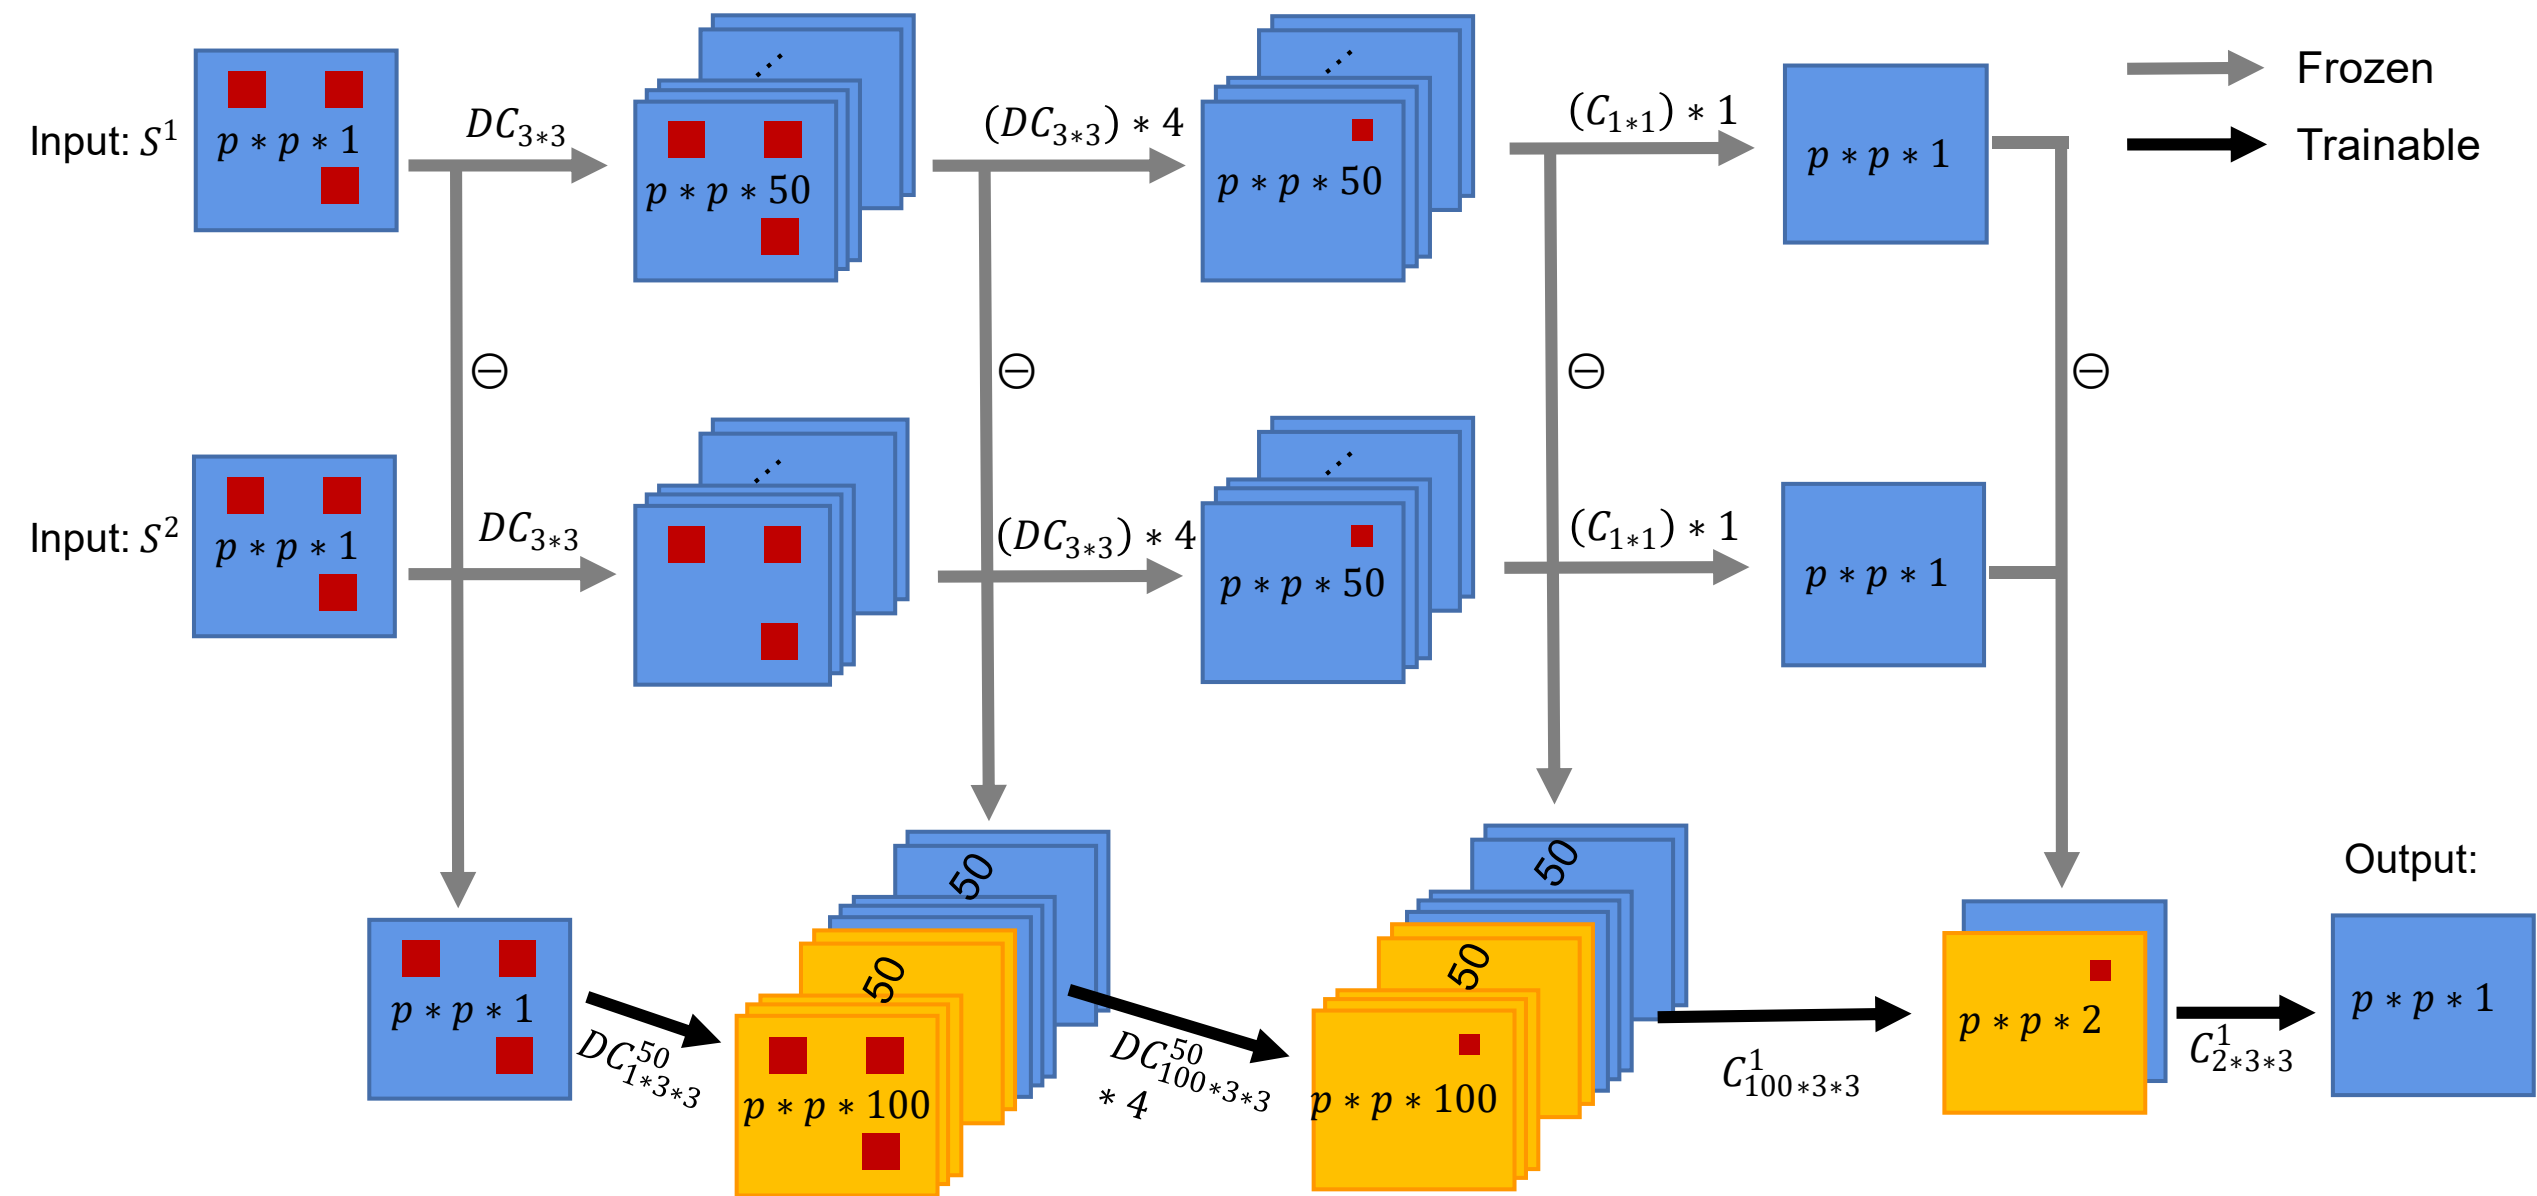 Input: S^1
p ∗ p ∗ 1
DC_{3∗3}
p ∗ p ∗ 50
(DC_{3∗3}) ∗ 4
p ∗ p ∗ 50
(C_{1∗1}) ∗ 1
p ∗ p ∗ 1
Frozen
Trainable
⊖
⊖
⊖
⊖
Input: S^2
p ∗ p ∗ 1
DC_{3∗3}
(DC_{3∗3}) ∗ 4
p ∗ p ∗ 50
(C_{1∗1}) ∗ 1
p ∗ p ∗ 1
p ∗ p ∗ 1
DC^{50}_{1∗3∗3}
50
50
p ∗ p ∗ 100
DC^{50}_{100∗3∗3}
∗ 4
50
50
p ∗ p ∗ 100
C^1_{100∗3∗3}
p ∗ p ∗ 2
C^1_{2∗3∗3}
Output:
p ∗ p ∗ 1